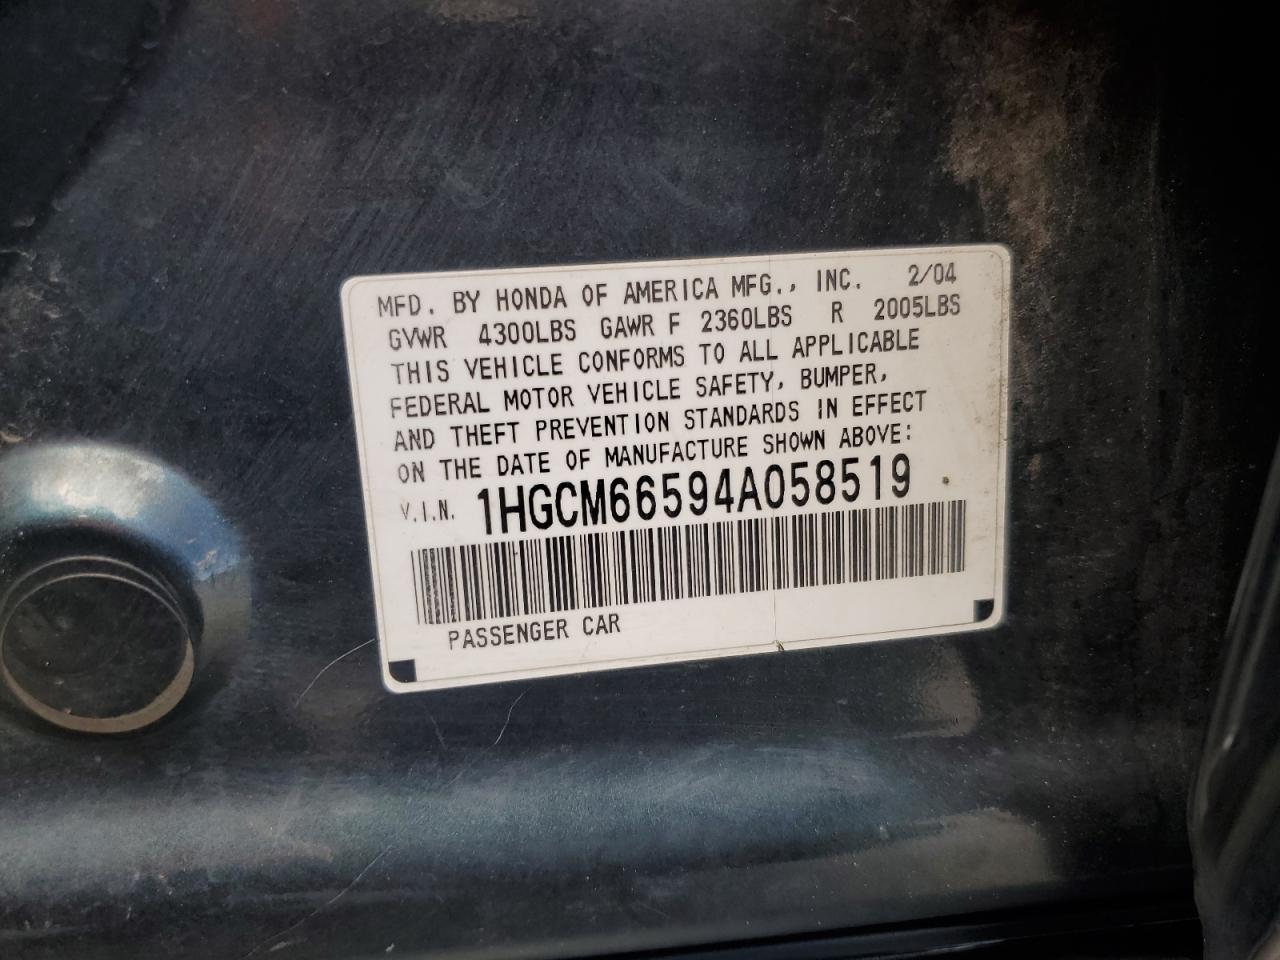 MFD. BY HONDA OF AMERICA MFG., INC. 2/04
GVWR 4300LBS GAWR F 2360LBS R 2005LBS
THIS VEHICLE CONFORMS TO ALL APPLICABLE
FEDERAL MOTOR VEHICLE SAFETY, BUMPER,
AND THEFT PREVENTION STANDARDS IN EFFECT
ON THE DATE OF MANUFACTURE SHOWN ABOVE:
V.I.N. 1HGCM66594A058519
PASSENGER CAR